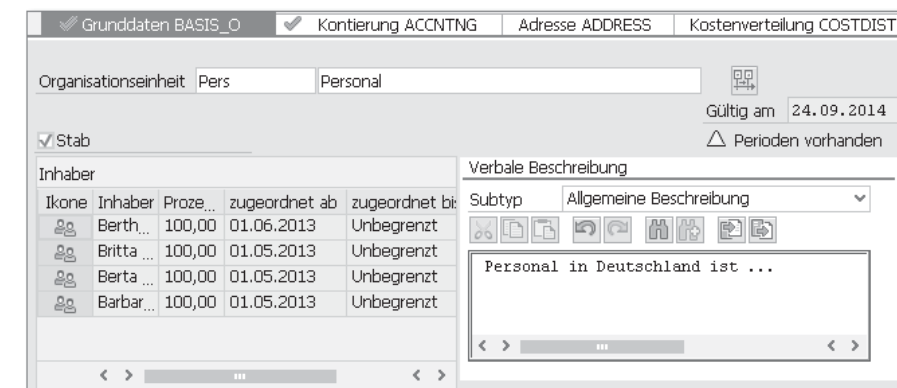 Grunddaten BASIS_O Kontierung ACCNTNG Adresse ADDRESS Kostenverteilung COSTDIST
Organisationseinheit Pers Personal
Gültig am 24.09.2014
Stab Perioden vorhanden
Inhaber
Ikone Inhaber Proze... zugeordnet ab zugeordnet bi
Berth... 100,00 01.06.2013 Unbegrenzt
Britta ... 100,00 01.05.2013 Unbegrenzt
Berta ... 100,00 01.05.2013 Unbegrenzt
Barbar... 100,00 01.05.2013 Unbegrenzt
Verbale Beschreibung
Subtyp Allgemeine Beschreibung
Personal in Deutschland ist ...